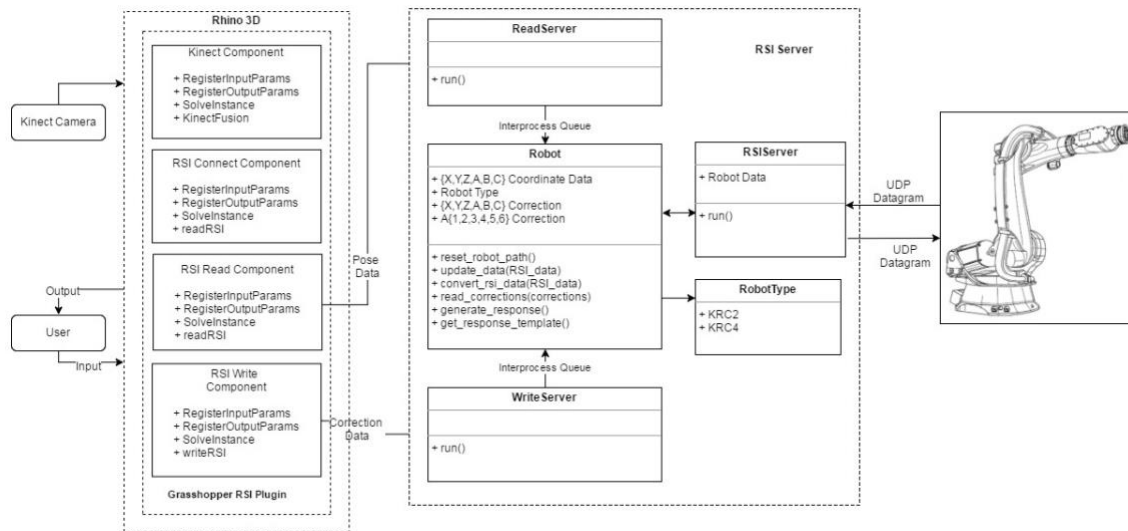 Rhino 3D
Kinect Component
+ RegisterInputParams
+ RegisterOutputParams
+ SolveInstance
+ KinectFusion
Kinect Camera
RSI Connect Component
+ RegisterInputParams
+ RegisterOutputParams
+ SolveInstance
+ readRSI
RSI Read Component
+ RegisterInputParams
+ RegisterOutputParams
+ SolveInstance
+ readRSI
Output
User
Input
RSI Write
Component
+ RegisterInputParams
+ RegisterOutputParams
+ SolveInstance
+ writeRSI
Grasshopper RSI Plugin
Pose
Data
Correction
Data
RSI Server
ReadServer
+ run()
Interprocess Queue
Robot
+ {X,Y,Z,A,B,C} Coordinate Data
+ Robot Type
+ {X,Y,Z,A,B,C} Correction
+ A{1,2,3,4,5,6} Correction
+ reset_robot_path()
+ update_data(RSI_data)
+ convert_rsi_data(RSI_data)
+ read_corrections(corrections)
+ generate_response()
+ get_response_template()
Interprocess Queue
WriteServer
+ run()
RSIServer
+ Robot Data
+ run()
RobotType
+ KRC2
+ KRC4
UDP
Datagram
UDP
Datagram